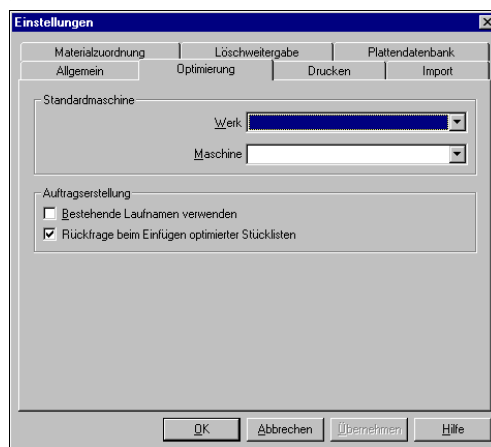 Einstellungen
Materialzuordnung Löschweitergabe Plattendatenbank
Allgemein Optimierung Drucken Import
Standardmaschine
Werk
Maschine
Auftragserstellung
Bestehende Laufnamen verwenden
Rückfrage beim Einfügen optimierter Stücklisten
OK Abbrechen Übernehmen Hilfe